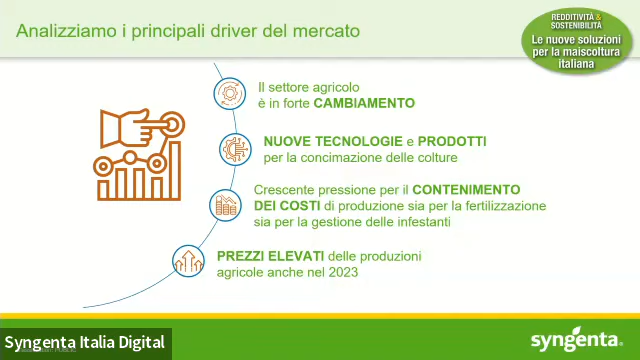 Analizziamo i principali driver del mercato
REDDITIVITÀ &
SOSTENIBILITÀ
Le nuove soluzioni
per la maiscoltura
italiana
Il settore agricolo
è in forte CAMBIAMENTO
NUOVE TECNOLOGIE e PRODOTTI
per la concimazione delle colture
Crescente pressione per il CONTENIMENTO
DEI COSTI di produzione sia per la fertilizzazione
sia per la gestione delle infestanti
PREZZI ELEVATI delle produzioni
agricole anche nel 2023
Syngenta Italia Digital
syngenta